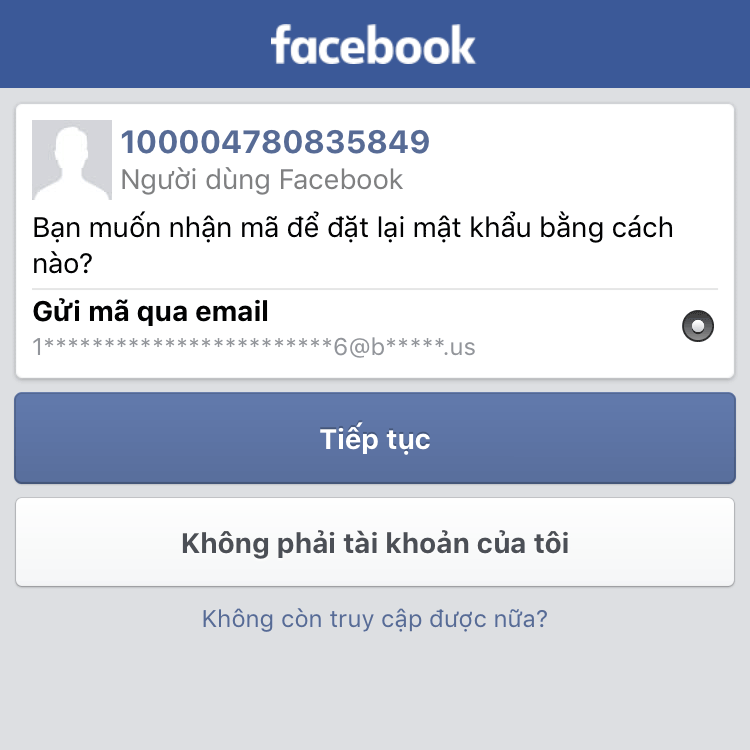 facebook
100004780835849
Người dùng Facebook
Bạn muốn nhận mã để đặt lại mật khẩu bằng cách
nào?
Gửi mã qua email
1************************6@b*****.us
Tiếp tục
Không phải tài khoản của tôi
Không còn truy cập được nữa?